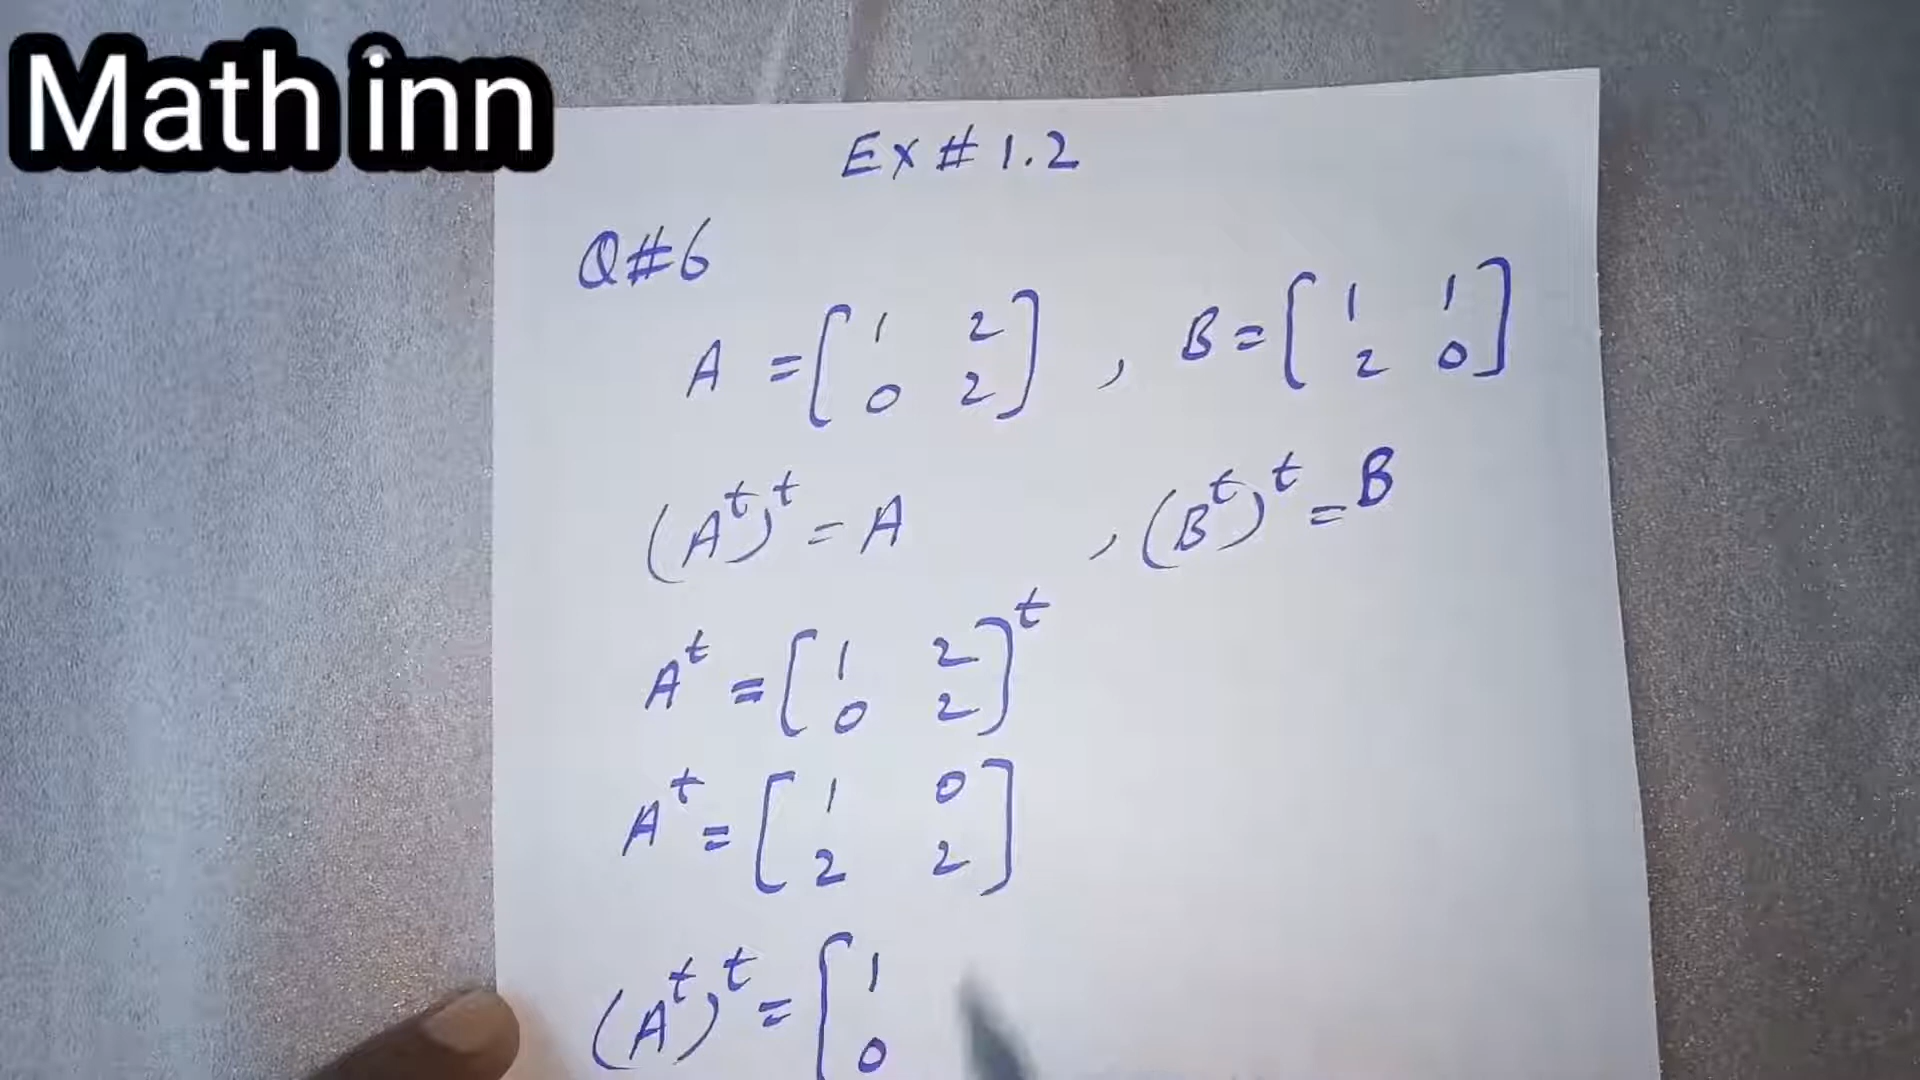 Math inn
Ex # 1.2
Q#6
A = [1 2
0 2] , B = [1 1
2 0]
(A^t)^t = A , (B^t)^t = B
A^t = [1 2
0 2]^t
A^t = [1 0
2 2]
(A^t)^t = [1
0